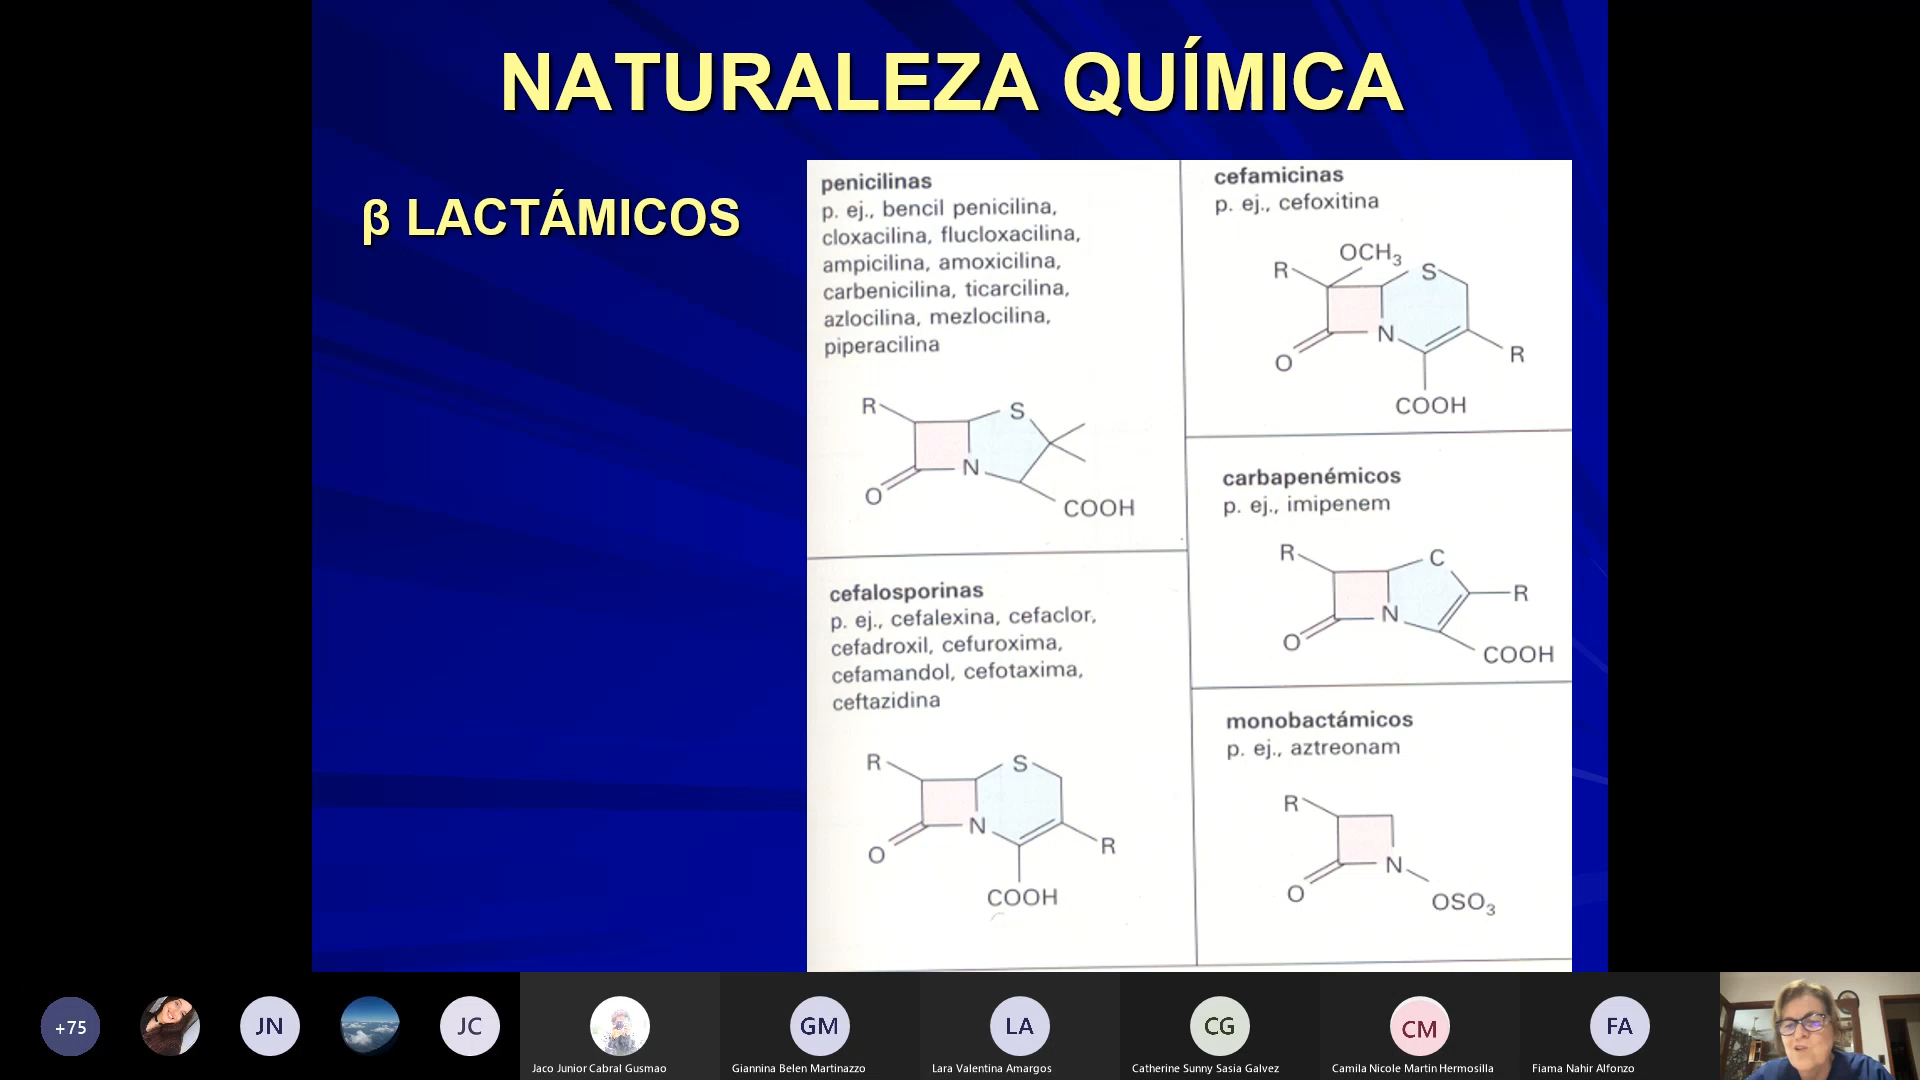 NATURALEZA QUÍMICA
β LACTÁMICOS
penicilinas
p. ej., bencil penicilina,
cloxacilina, flucloxacilina,
ampicilina, amoxicilina,
carbenicilina, ticarcilina,
azlocilina, mezlocilina,
piperacilina
R
S
N
O
COOH
cefalosporinas
p. ej., cefalexina, cefaclor,
cefadroxil, cefuroxima,
cefamandol, cefotaxima,
ceftazidina
R
S
N
O
R
COOH
cefamicinas
p. ej., cefoxitina
OCH₃
R
S
N
O
R
COOH
carbapenémicos
p. ej., imipenem
R
C
R
N
O
COOH
monobactámicos
p. ej., aztreonam
R
N
O
OSO₃
+75
JN
JC
GM
LA
CG
CM
FA
Jaco Junior Cabral Gusmao
Giannina Belen Martinazzo
Lara Valentina Amargos
Catherine Sunny Sasia Galvez
Camila Nicole Martin Hermosilla
Fiama Nahir Alfonzo